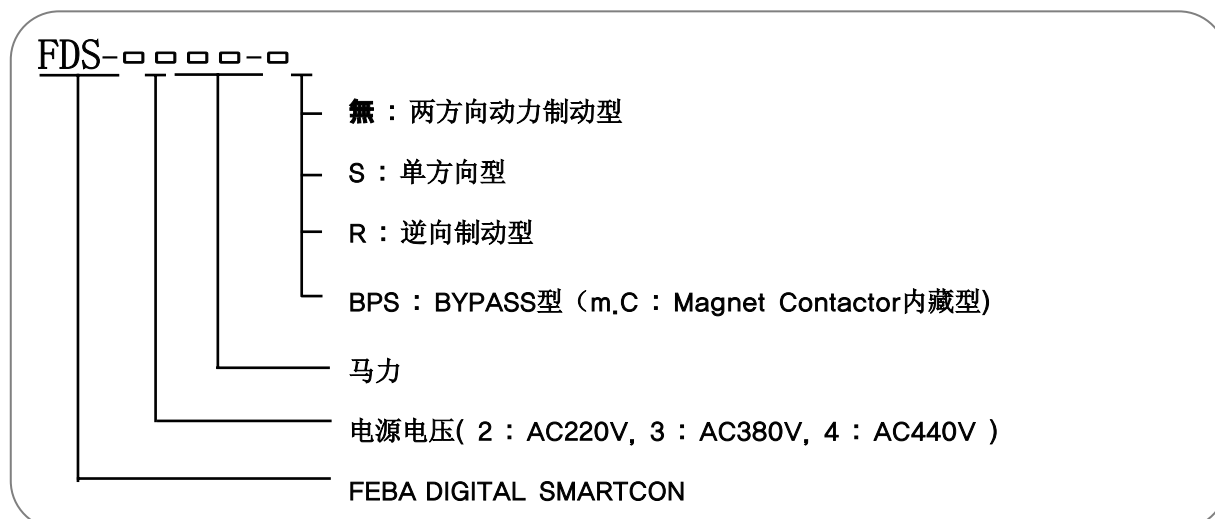 FDS-□□□□-□
無 : 两方向动力制动型
S : 单方向型
R : 逆向制动型
BPS : BYPASS型（m.C : Magnet Contactor内藏型)
马力
电源电压( 2 : AC220V, 3 : AC380V, 4 : AC440V )
FEBA DIGITAL SMARTCON